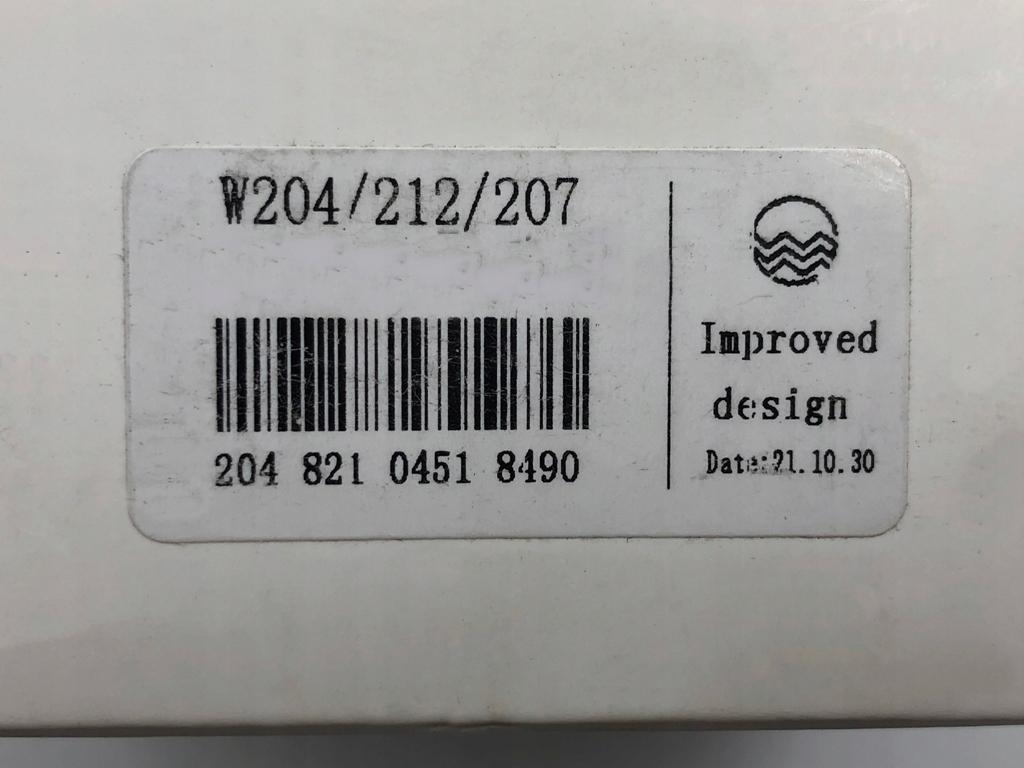 W204/212/207
204 821 0451 8490
Improved
design
Date:21.10.30